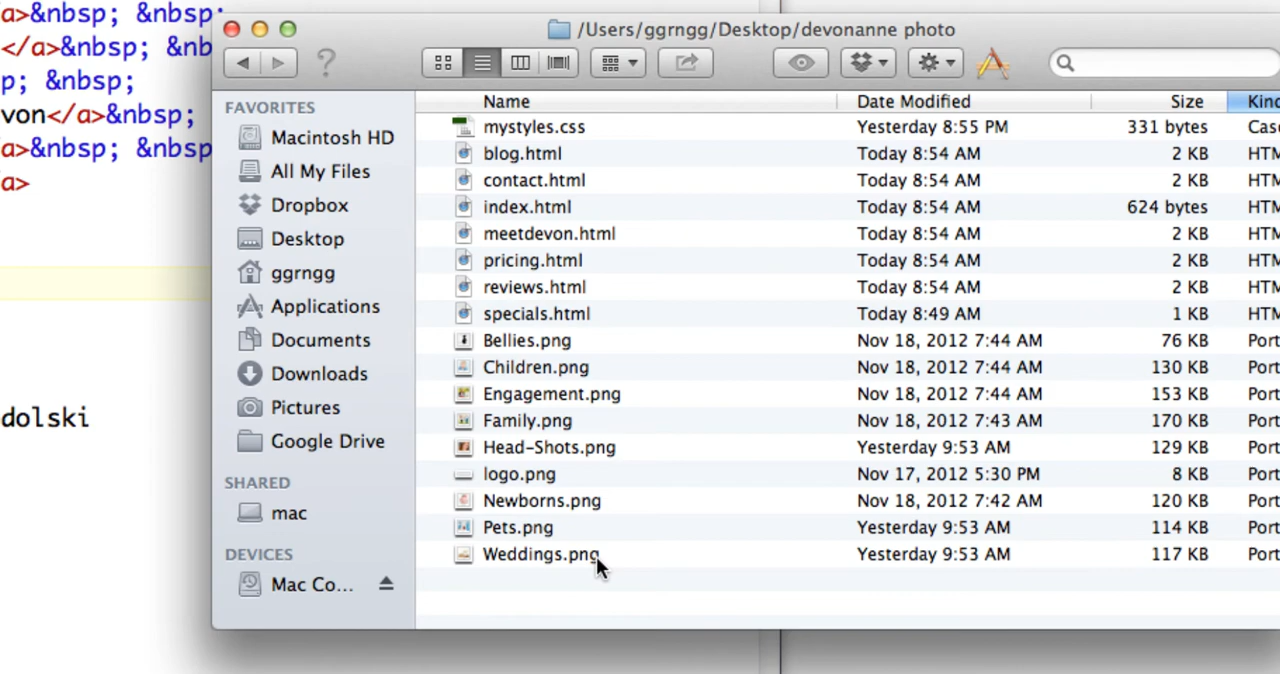 a>&nbsp; &nbsp;
</a>&nbsp; &nb
p; &nbsp;
von</a>&nbsp;
/a>&nbsp; &nbsp
/a>
dolski
/Users/ggrngg/Desktop/devonanne photo
?
FAVORITES
Macintosh HD
All My Files
Dropbox
Desktop
ggrngg
Applications
Documents
Downloads
Pictures
Google Drive
SHARED
mac
DEVICES
Mac Co...
Name Date Modified Size Kind
mystyles.css Yesterday 8:55 PM 331 bytes Cas
blog.html Today 8:54 AM 2 KB HTM
contact.html Today 8:54 AM 2 KB HTM
index.html Today 8:54 AM 624 bytes HTM
meetdevon.html Today 8:54 AM 2 KB HTM
pricing.html Today 8:54 AM 2 KB HTM
reviews.html Today 8:54 AM 2 KB HTM
specials.html Today 8:49 AM 1 KB HTM
Bellies.png Nov 18, 2012 7:44 AM 76 KB Port
Children.png Nov 18, 2012 7:44 AM 130 KB Port
Engagement.png Nov 18, 2012 7:44 AM 153 KB Port
Family.png Nov 18, 2012 7:43 AM 170 KB Port
Head-Shots.png Yesterday 9:53 AM 129 KB Port
logo.png Nov 17, 2012 5:30 PM 8 KB Port
Newborns.png Nov 18, 2012 7:42 AM 120 KB Port
Pets.png Yesterday 9:53 AM 114 KB Port
Weddings.png Yesterday 9:53 AM 117 KB Port